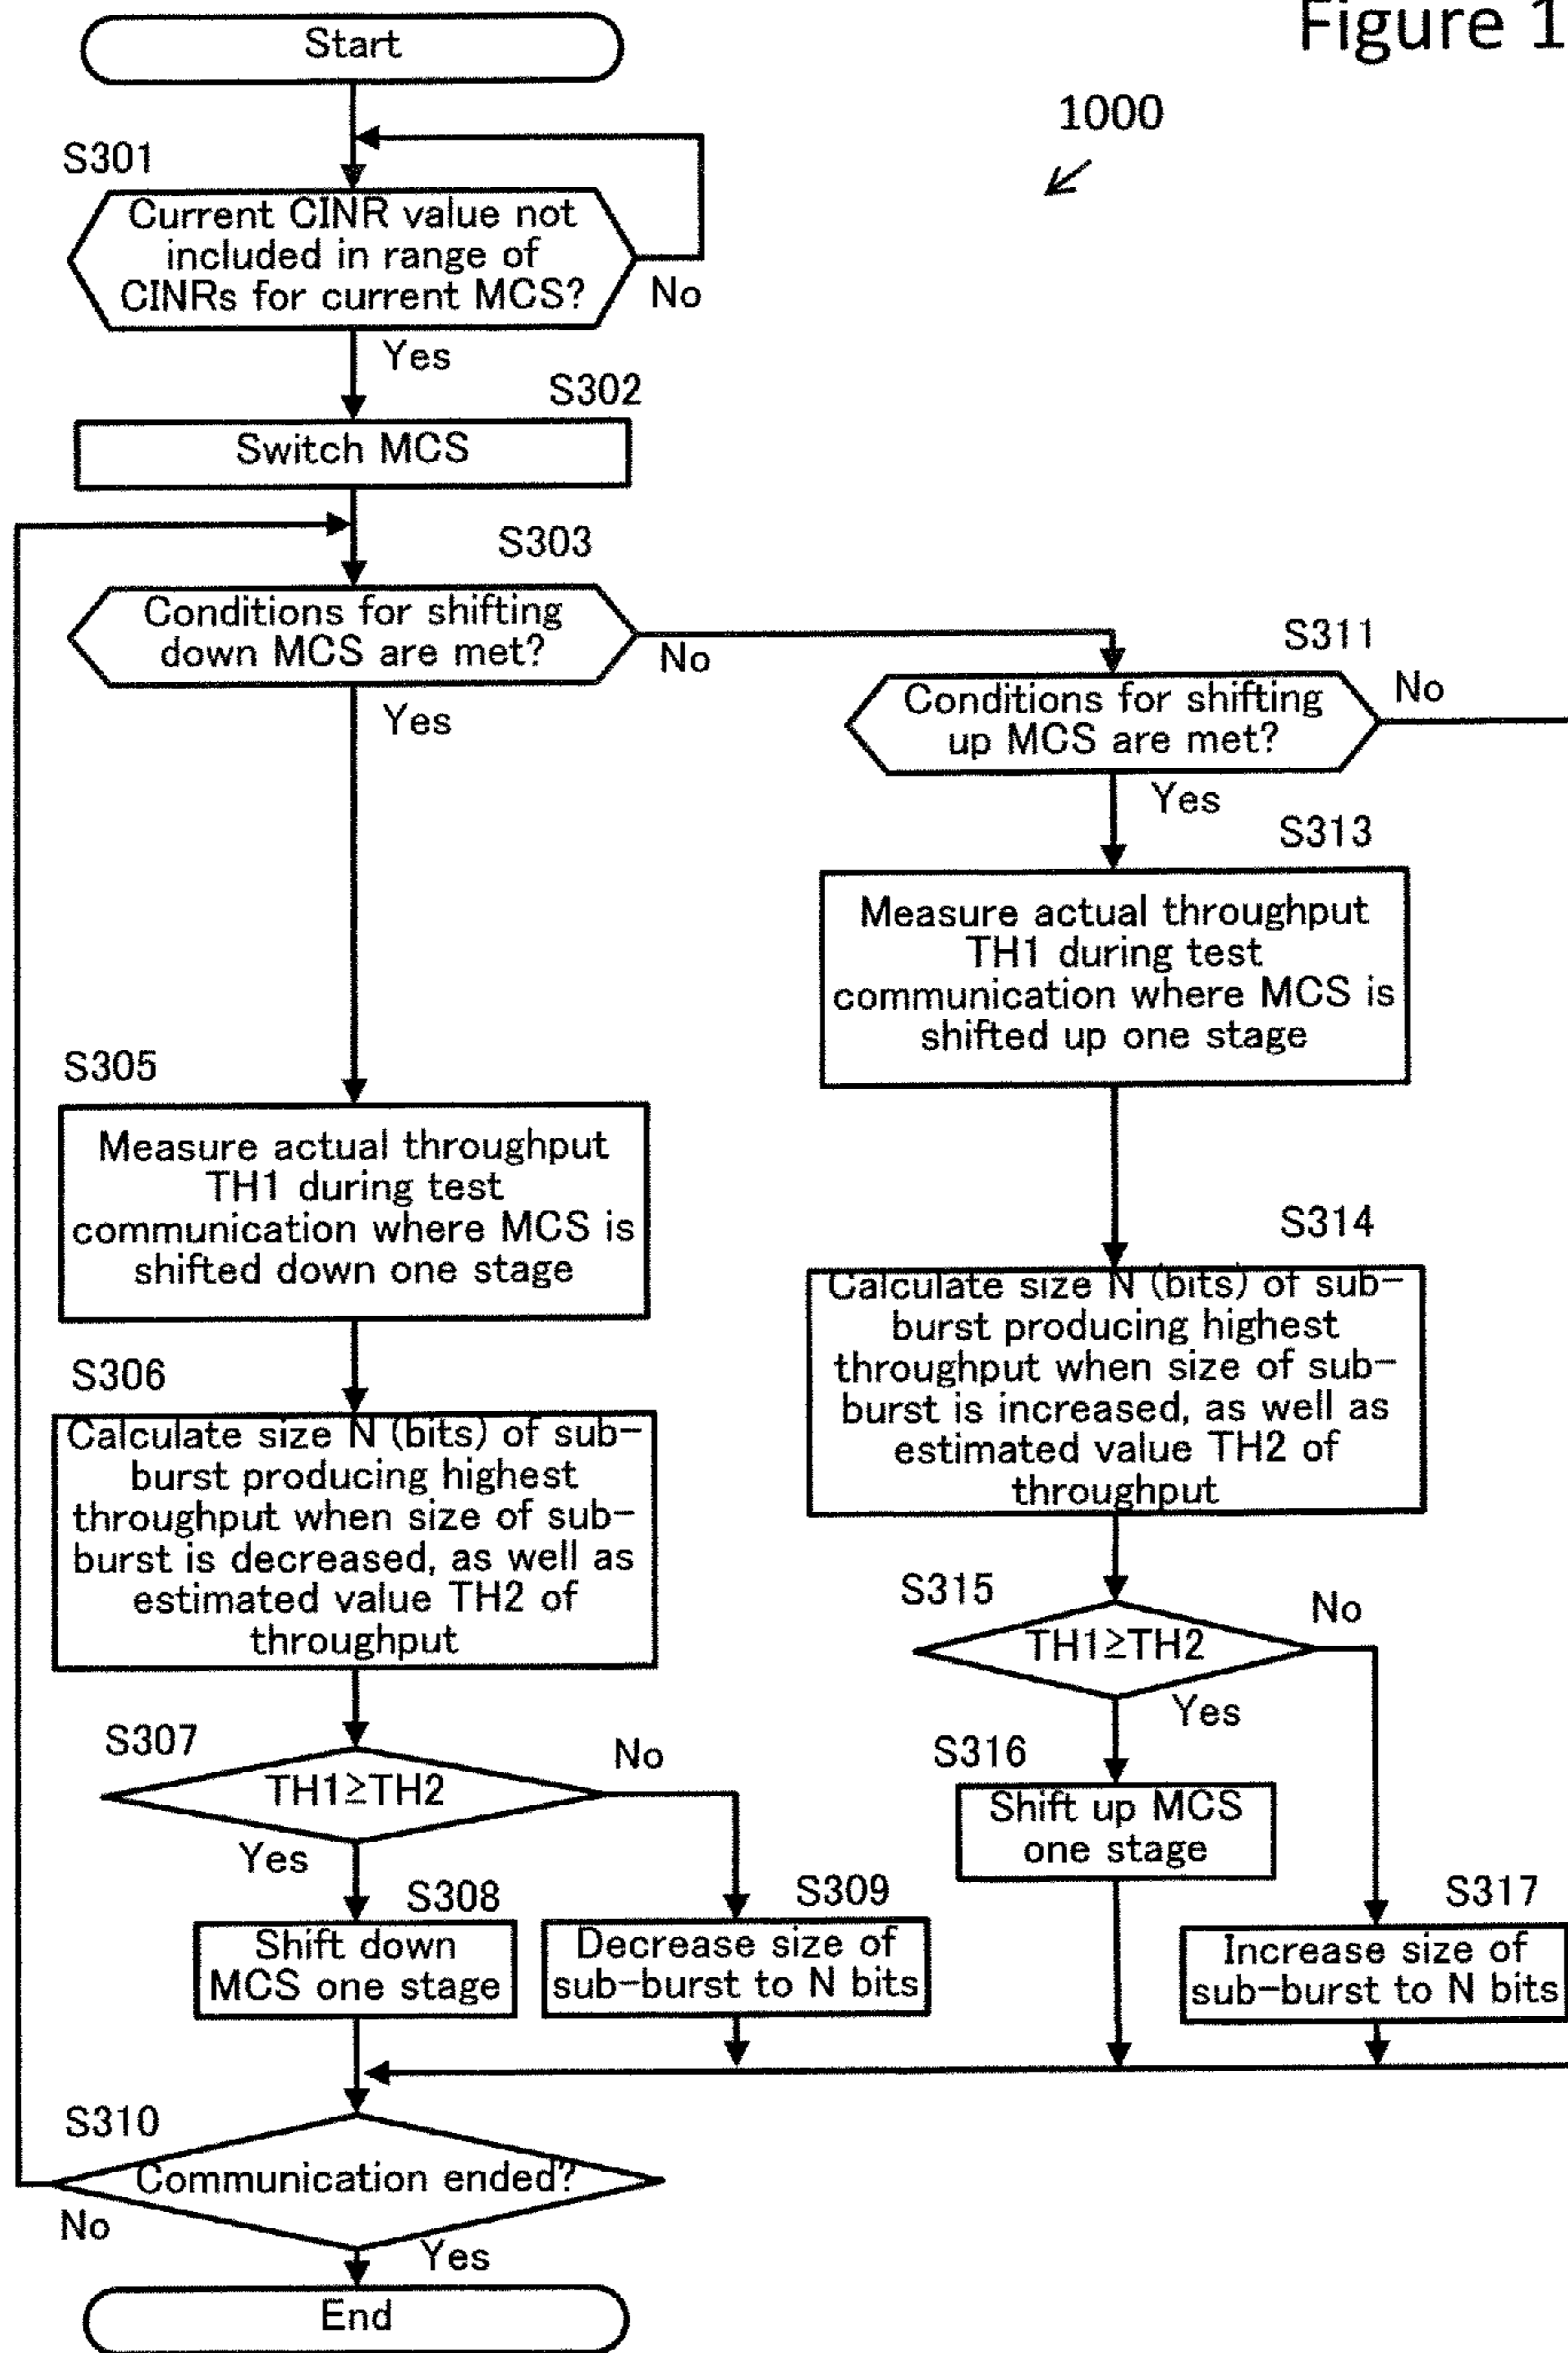 Figure 1
1000
Start
S301
Current CINR value not
included in range of
CINRs for current MCS?
No
Yes
S302
Switch MCS
S303
Conditions for shifting
down MCS are met?
No
Yes
S311
Conditions for shifting
up MCS are met?
No
Yes
S313
Measure actual throughput
TH1 during test
communication where MCS is
shifted up one stage
S305
Measure actual throughput
TH1 during test
communication where MCS is
shifted down one stage
S314
Calculate size N (bits) of sub-
burst producing highest
throughput when size of sub-
burst is increased, as well as
estimated value TH2 of
throughput
S306
Calculate size N (bits) of sub-
burst producing highest
throughput when size of sub-
burst is decreased, as well as
estimated value TH2 of
throughput
S315
TH1≥TH2
No
Yes
S307
TH1≥TH2
No
Yes
S316
Shift up MCS
one stage
S308
Shift down
MCS one stage
S309
Decrease size of
sub-burst to N bits
S317
Increase size of
sub-burst to N bits
S310
Communication ended?
No
Yes
End